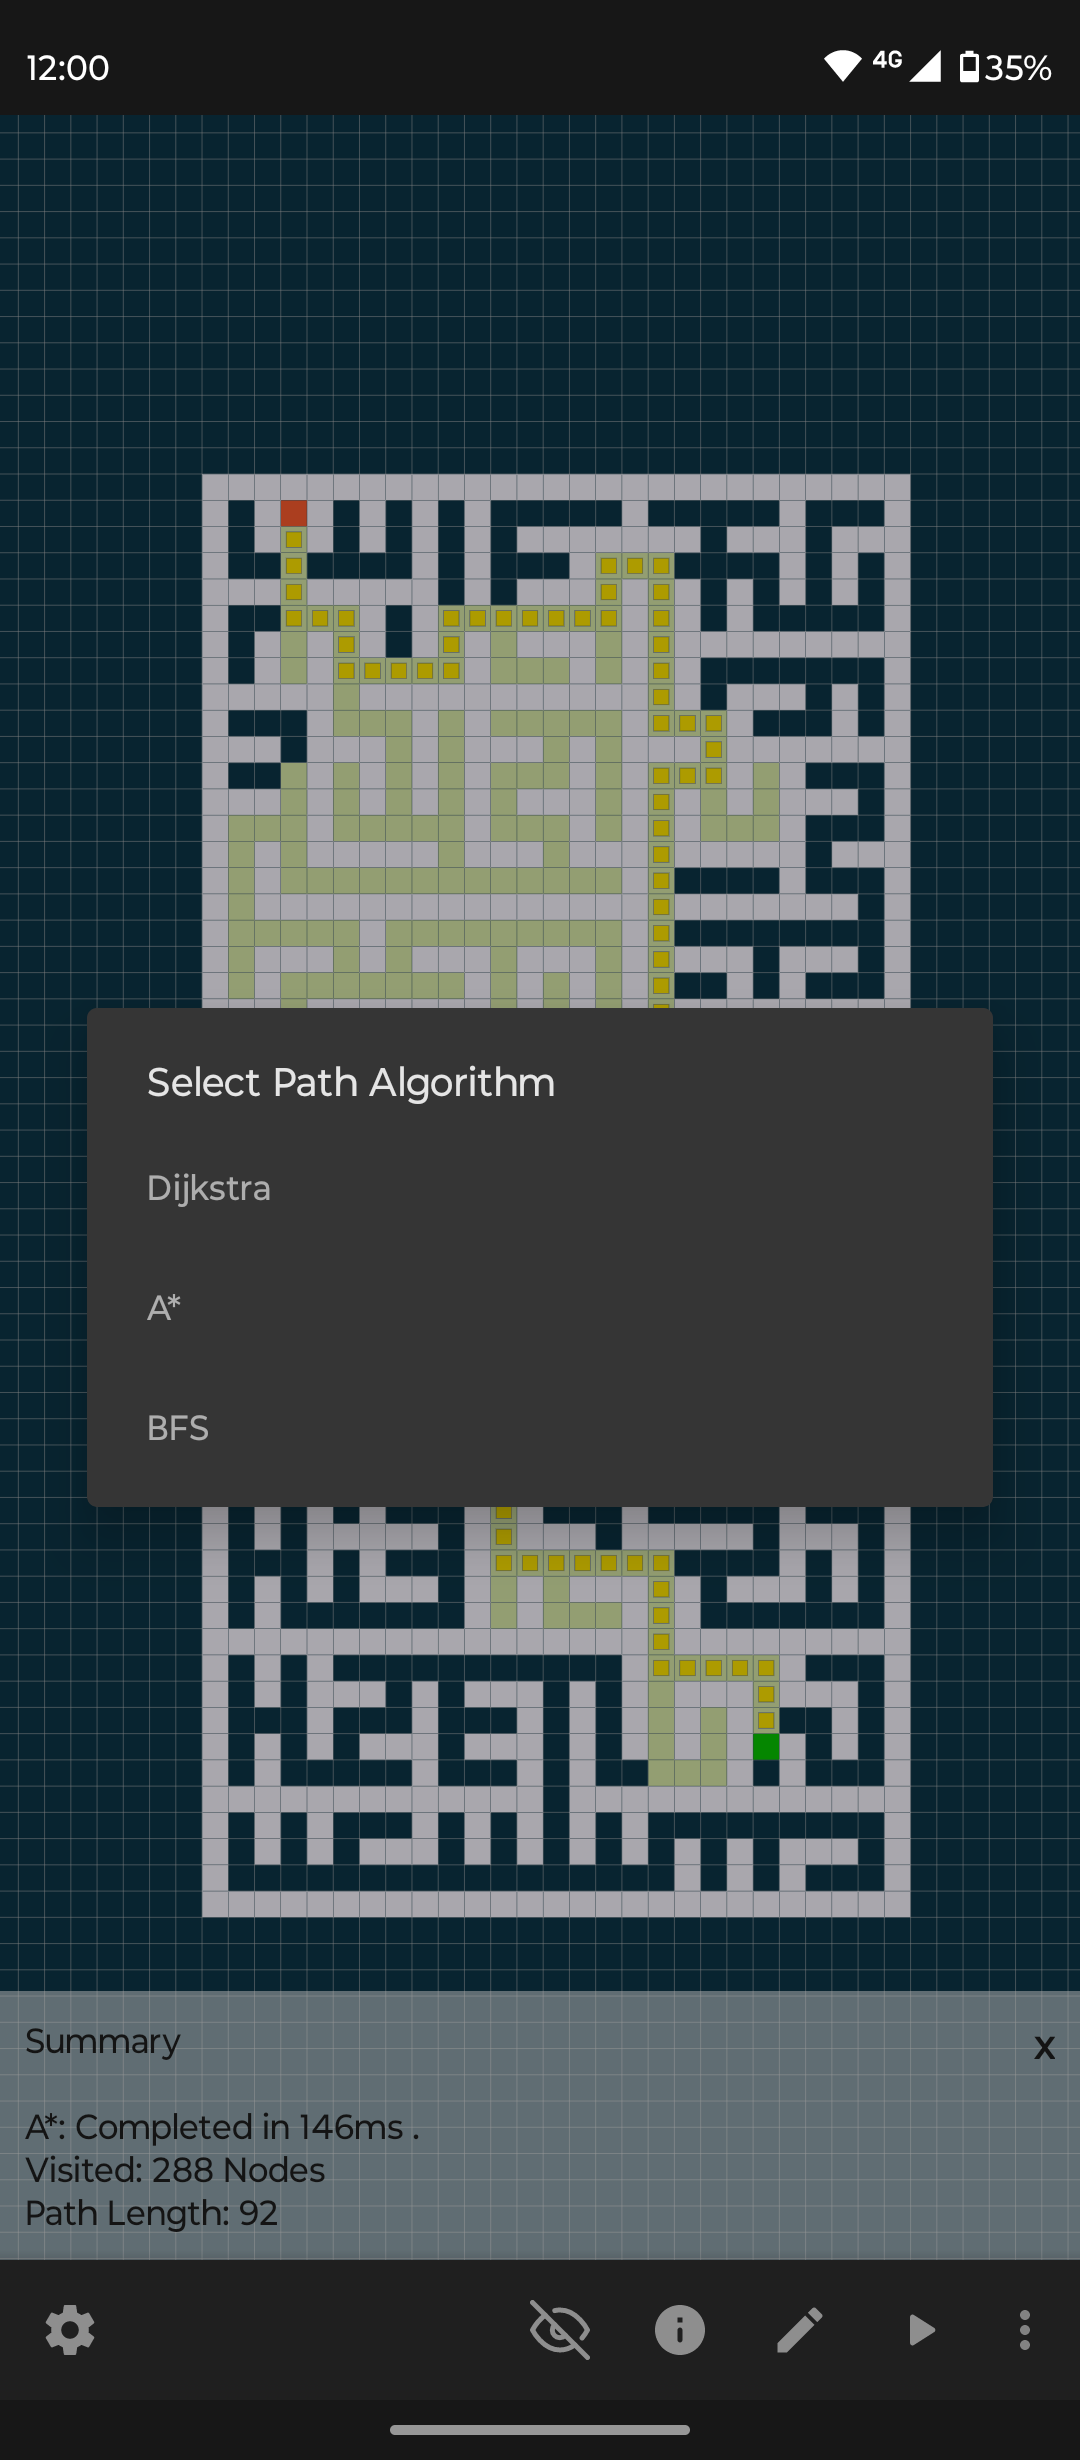 12:00
4G
35%
Select Path Algorithm
Dijkstra
A*
BFS
Summary
X
A*: Completed in 146ms .
Visited: 288 Nodes
Path Length: 92